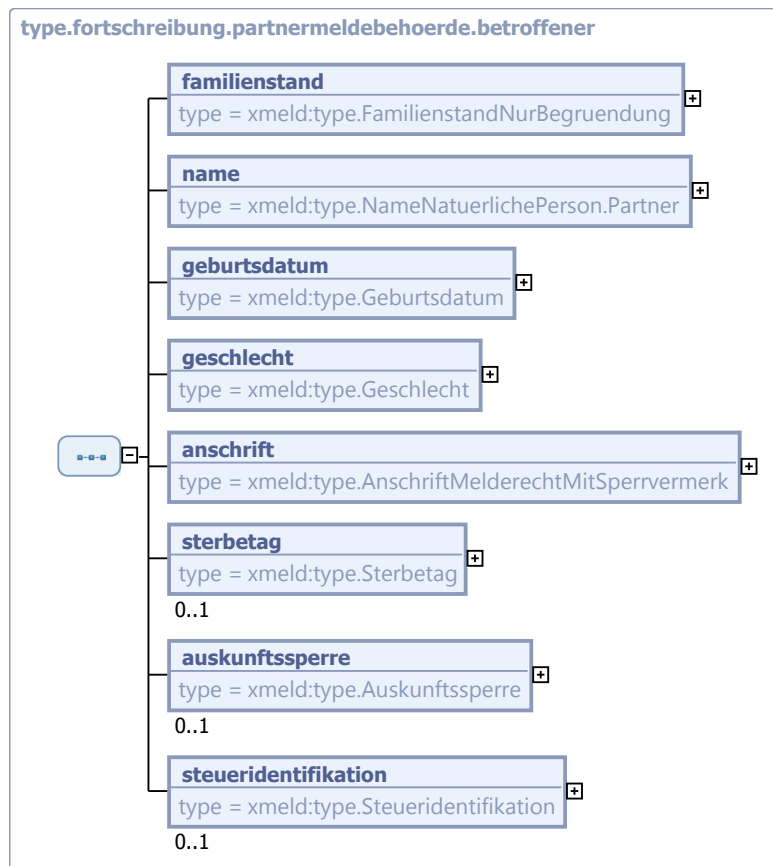 type.fortschreibung.partnermeldebehoerde.betroffener
familienstand
type = xmeld:type.FamilienstandNurBegruendung
name
type = xmeld:type.NameNatuerlichePerson.Partner
geburtsdatum
type = xmeld:type.Geburtsdatum
geschlecht
type = xmeld:type.Geschlecht
anschrift
type = xmeld:type.AnschriftMelderechtMitSperrvermerk
sterbetag
type = xmeld:type.Sterbetag
0..1
auskunftssperre
type = xmeld:type.Auskunftssperre
0..1
steueridentifikation
type = xmeld:type.Steueridentifikation
0..1